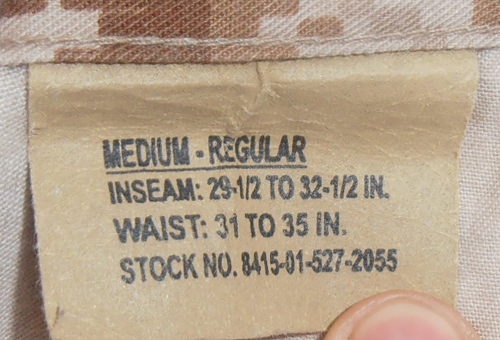 MEDIUM - REGULAR
INSEAM: 29-1/2 TO 32-1/2 IN.
WAIST: 31 TO 35 IN.
STOCK NO. 8415-01-527-2055